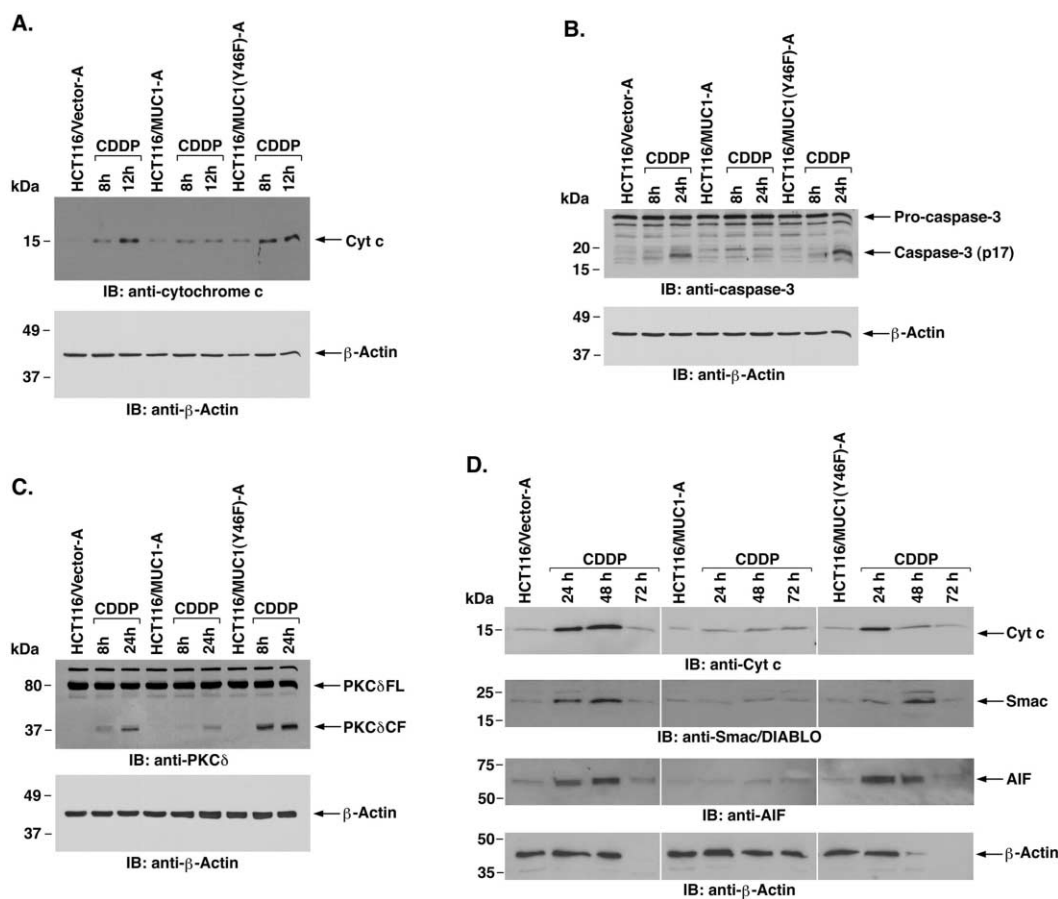 A.
HCT116/Vector-A
HCT116/MUC1-A
HCT116/MUC1(Y46F)-A
CDDP CDDP CDDP
8h 12h 8h 12h 8h 12h
kDa
15
Cyt c
IB: anti-cytochrome c
49
37
β-Actin
IB: anti-β-Actin
B.
HCT116/Vector-A
HCT116/MUC1-A
HCT116/MUC1(Y46F)-A
CDDP CDDP CDDP
8h 24h 8h 24h 8h 24h
kDa
Pro-caspase-3
20
Caspase-3 (p17)
15
IB: anti-caspase-3
49
β-Actin
37
IB: anti-β-Actin
C.
HCT116/Vector-A
HCT116/MUC1-A
HCT116/MUC1(Y46F)-A
CDDP CDDP CDDP
8h 24h 8h 24h 8h 24h
kDa
80
PKCδFL
37
PKCδCF
IB: anti-PKCδ
49
β-Actin
37
IB: anti-β-Actin
D.
HCT116/Vector-A
HCT116/MUC1-A
HCT116/MUC1(Y46F)-A
CDDP CDDP CDDP
24 h 48 h 72 h 24 h 48 h 72 h 24 h 48 h 72 h
kDa
15
Cyt c
IB: anti-Cyt c
25
Smac
15
IB: anti-Smac/DIABLO
75
AIF
50
IB: anti-AIF
50
β-Actin
35
IB: anti-β-Actin